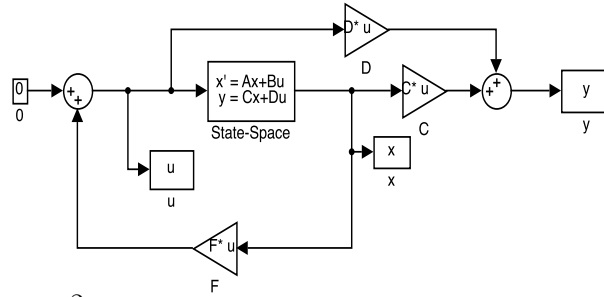 D* u
D
0
0
+
+
x' = Ax+Bu
y = Cx+Du
State-Space
C* u
C
+
+
y
y
u
u
x
x
F* u
F